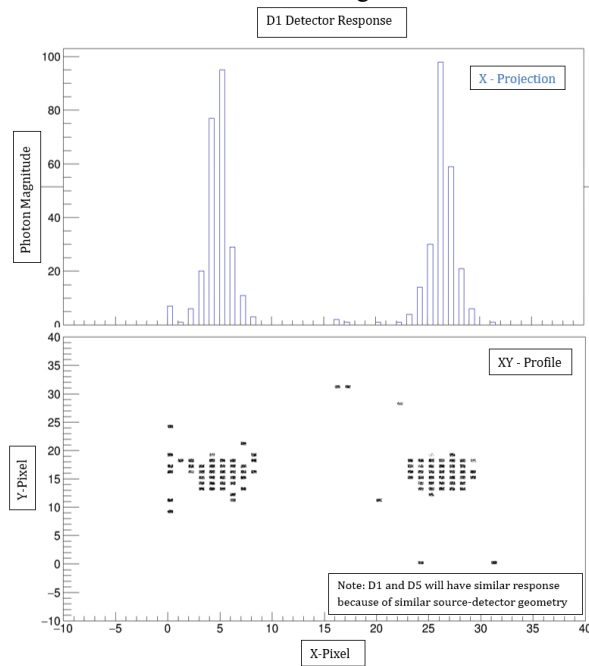 D1 Detector Response
X - Projection
Photon Magnitude
100
80
60
40
20
0
XY - Profile
Y-Pixel
40
35
30
25
20
15
10
5
0
−5
−10
Note: D1 and D5 will have similar response
because of similar source-detector geometry
−10 −5 0 5 10 15 20 25 30 35 40
X-Pixel